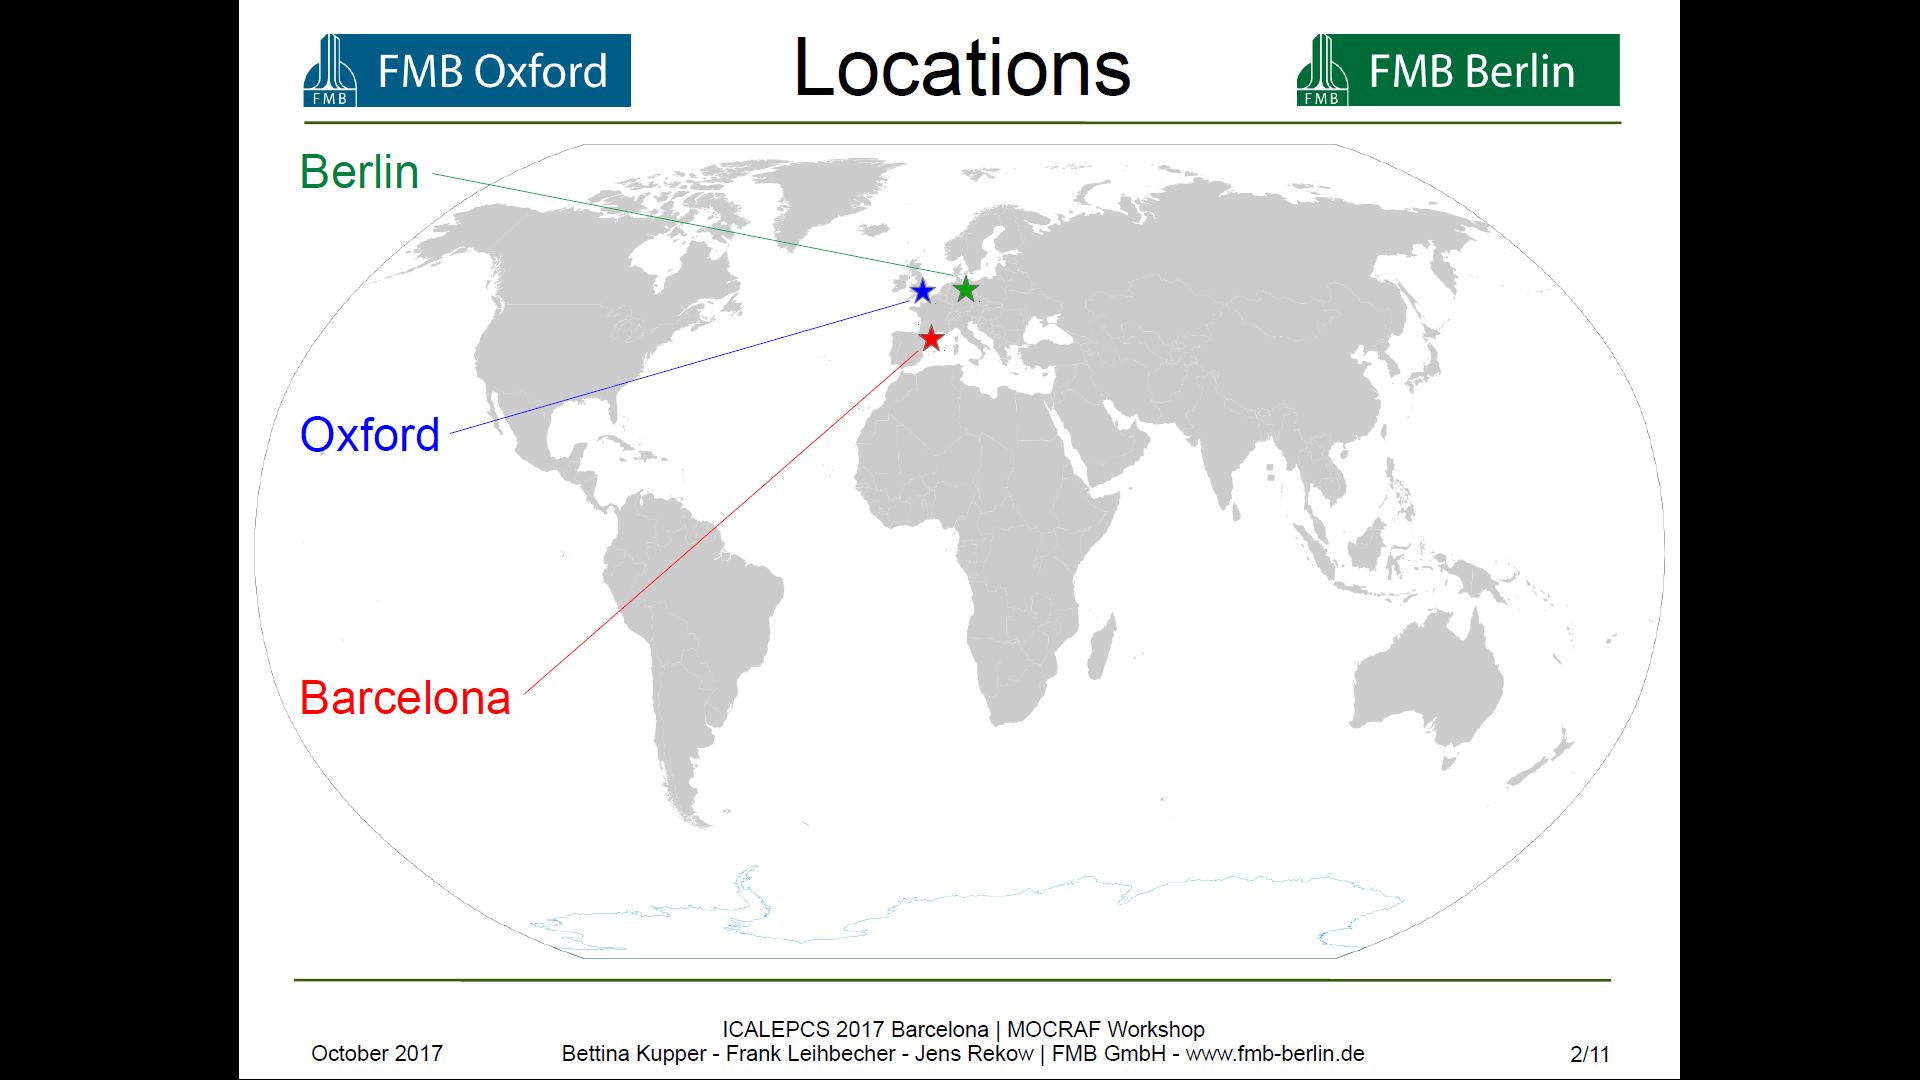 FMB Oxford
FMB
Locations
FMB Berlin
FMB
Berlin
Oxford
Barcelona
ICALEPCS 2017 Barcelona | MOCRAF Workshop
October 2017
Bettina Kupper - Frank Leihbecher - Jens Rekow | FMB GmbH - www.fmb-berlin.de
2/11